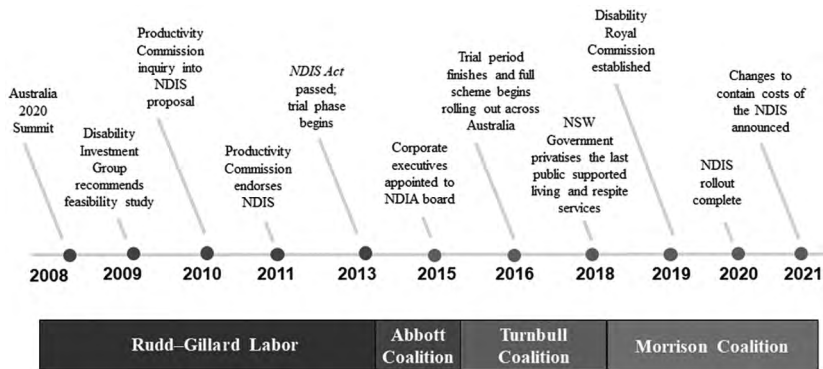 Australia
2020
Summit
Disability
Investment
Group
recommends
feasibility study
Productivity
Commission
inquiry into
NDIS
proposal
Productivity
Commission
endorses
NDIS
NDIS Act
passed;
trial phase
begins
Corporate
executives
appointed to
NDIA board
Trial period
finishes and full
scheme begins
rolling out across
Australia
NSW
Government
privatises the last
public supported
living and respite
services
Disability
Royal
Commission
established
NDIS
rollout
complete
Changes to
contain costs of
the NDIS
announced
2008 2009 2010 2011 2013 2015 2016 2018 2019 2020 2021
Rudd–Gillard Labor
Abbott
Coalition
Turnbull
Coalition
Morrison Coalition